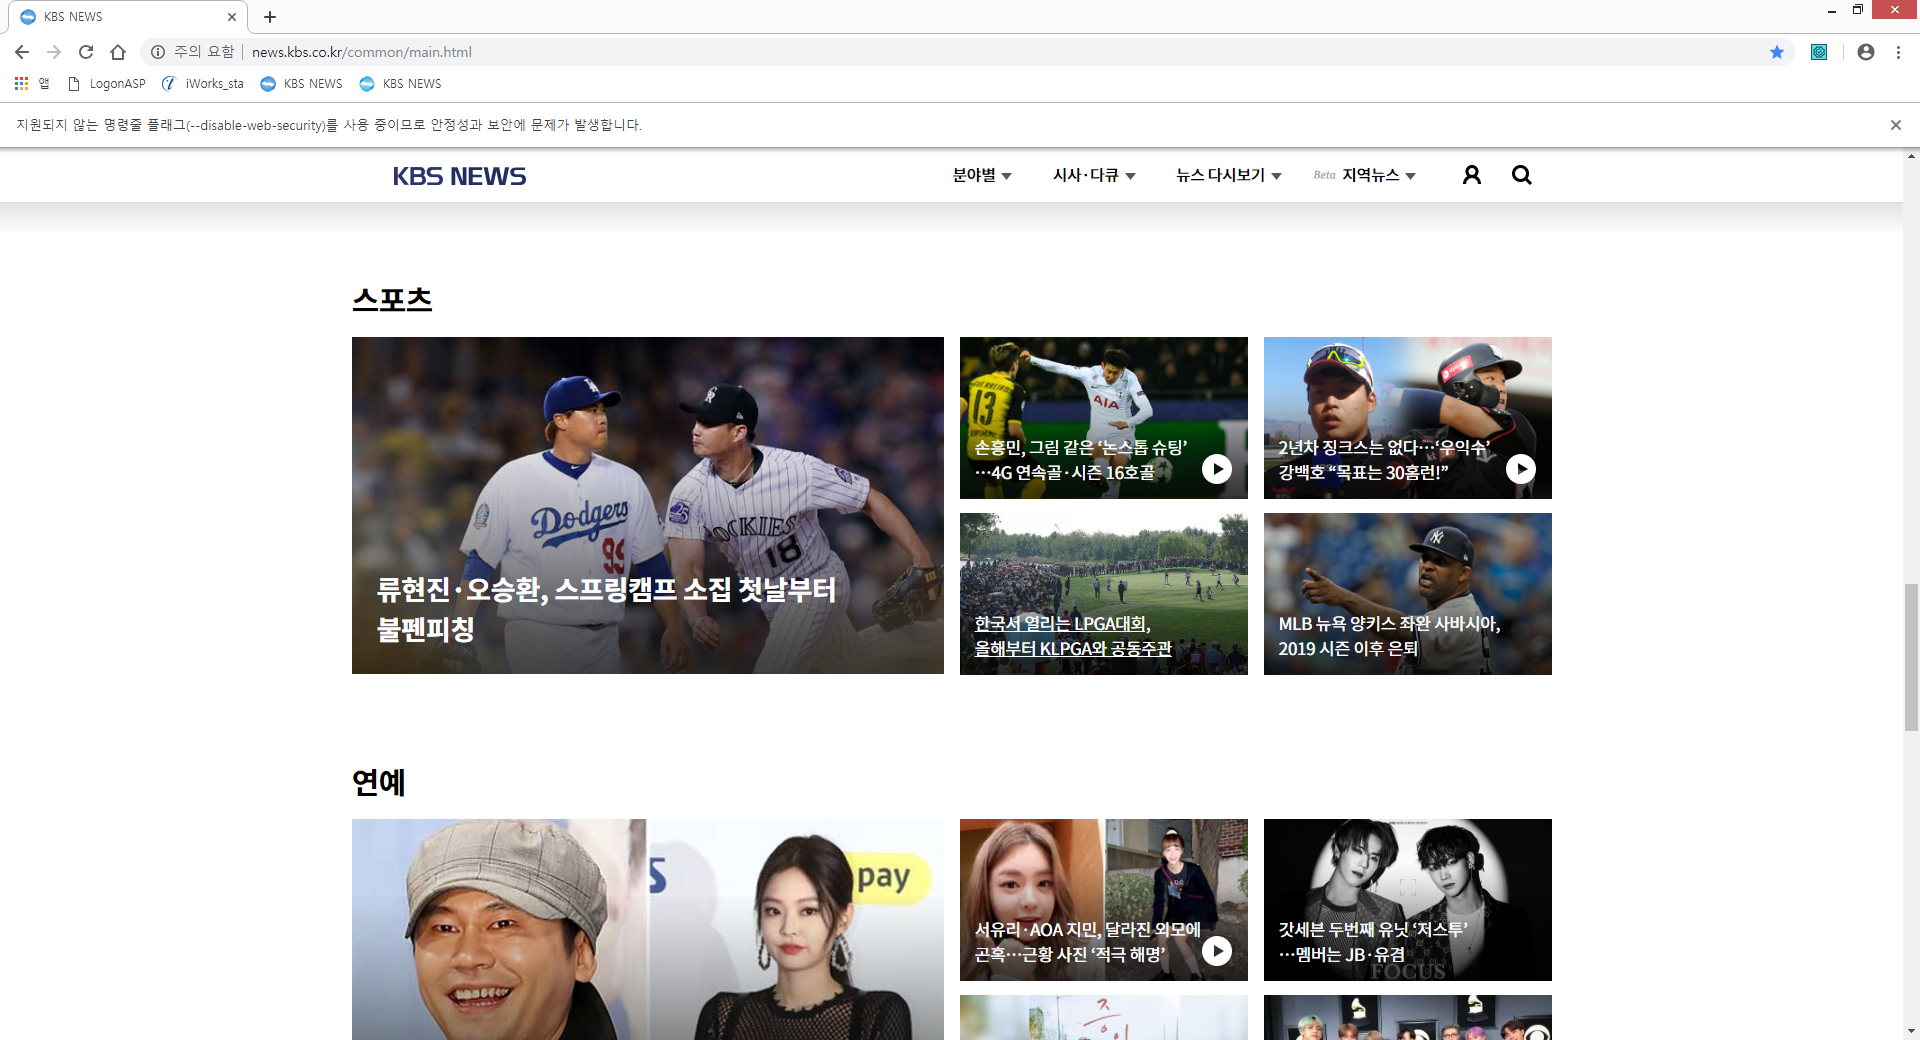 KBS NEWS
주의 요함 | news.kbs.co.kr/common/main.html
앱 LogonASP iWorks_sta KBS NEWS KBS NEWS
지원되지 않는 명령줄 플래그(--disable-web-security)를 사용 중이므로 안정성과 보안에 문제가 발생합니다.
KBS NEWS 분야별 시사·다큐 뉴스 다시보기 Beta 지역뉴스
스포츠
Dodgers
99
ROCKIES
18
류현진·오승환, 스프링캠프 소집 첫날부터
불펜피칭
GUERREIRO
13
AIA
손흥민, 그림 같은 ‘논스톱 슈팅’
…4G 연속골·시즌 16호골
2년차 징크스는 없다…‘우익수’
강백호 “목표는 30홈런!”
한국서 열리는 LPGA대회,
올해부터 KLPGA와 공동주관
MLB 뉴욕 양키스 좌완 사바시아,
2019 시즌 이후 은퇴
연예
S
pay
서유리·AOA 지민, 달라진 외모에
곤혹…근황 사진 ‘적극 해명’
갓세븐 두번째 유닛 ‘저스투’
…멤버는 JB·유겸
FOCUS